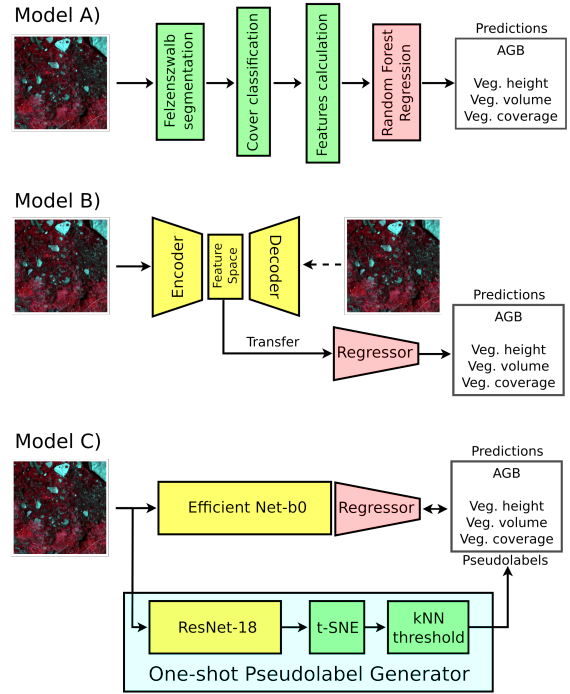 Model A)
Felzenszwalb
segmentation
Cover classification
Features calculation
Random Forest
Regression
Predictions
AGB
Veg. height
Veg. volume
Veg. coverage
Model B)
Encoder
Feature
Space
Decoder
Transfer
Regressor
Predictions
AGB
Veg. height
Veg. volume
Veg. coverage
Model C)
Efficient Net-b0
Regressor
Predictions
AGB
Veg. height
Veg. volume
Veg. coverage
Pseudolabels
ResNet-18
t-SNE
kNN
threshold
One-shot Pseudolabel Generator